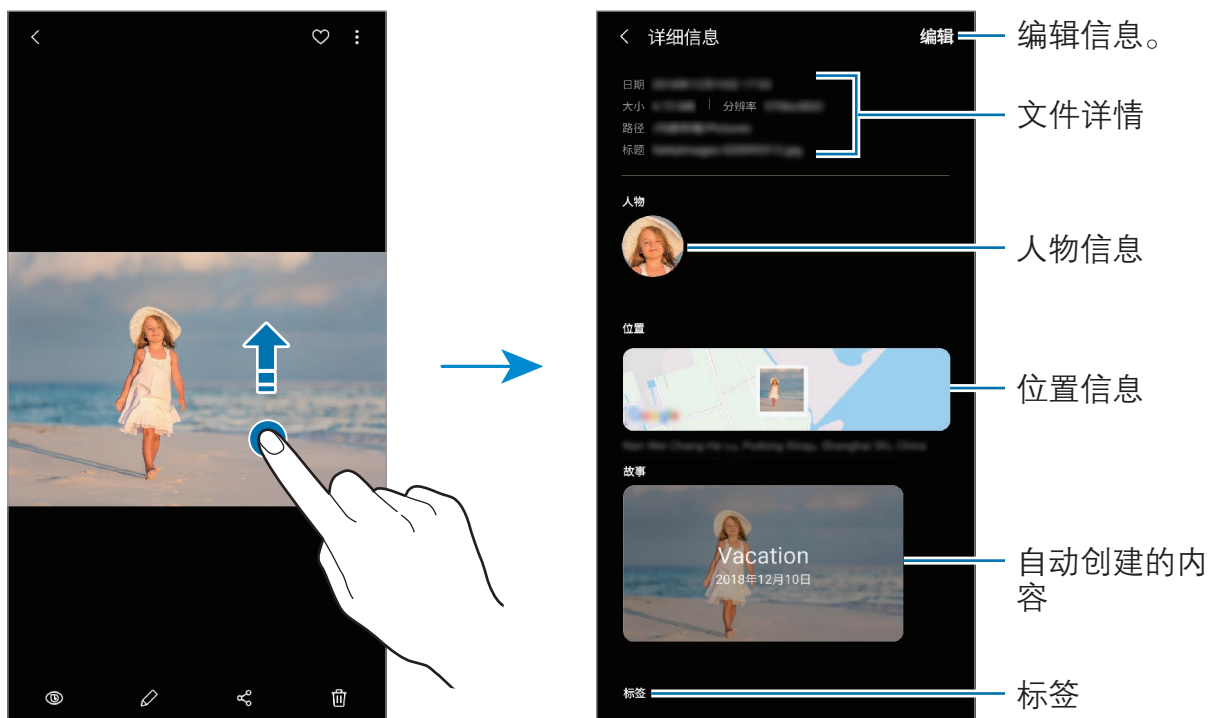 详细信息
编辑
编辑信息。
日期
大小
分辨率
路径
标题
文件详情
人物
人物信息
位置
位置信息
故事
Vacation
2018年12月10日
自动创建的内
容
标签
标签